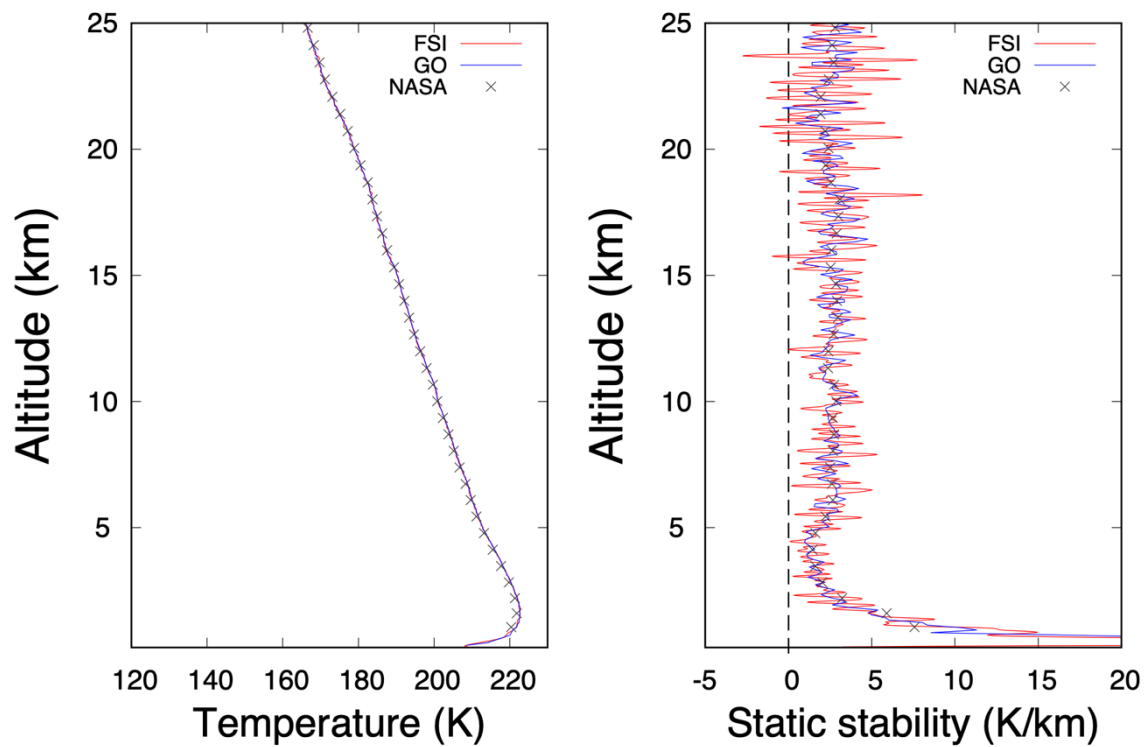 25
20
15
10
5
Altitude (km)
FSI
GO
NASA
120 140 160 180 200 220
Temperature (K)
25
20
15
10
5
Altitude (km)
FSI
GO
NASA
-5 0 5 10 15 20
Static stability (K/km)